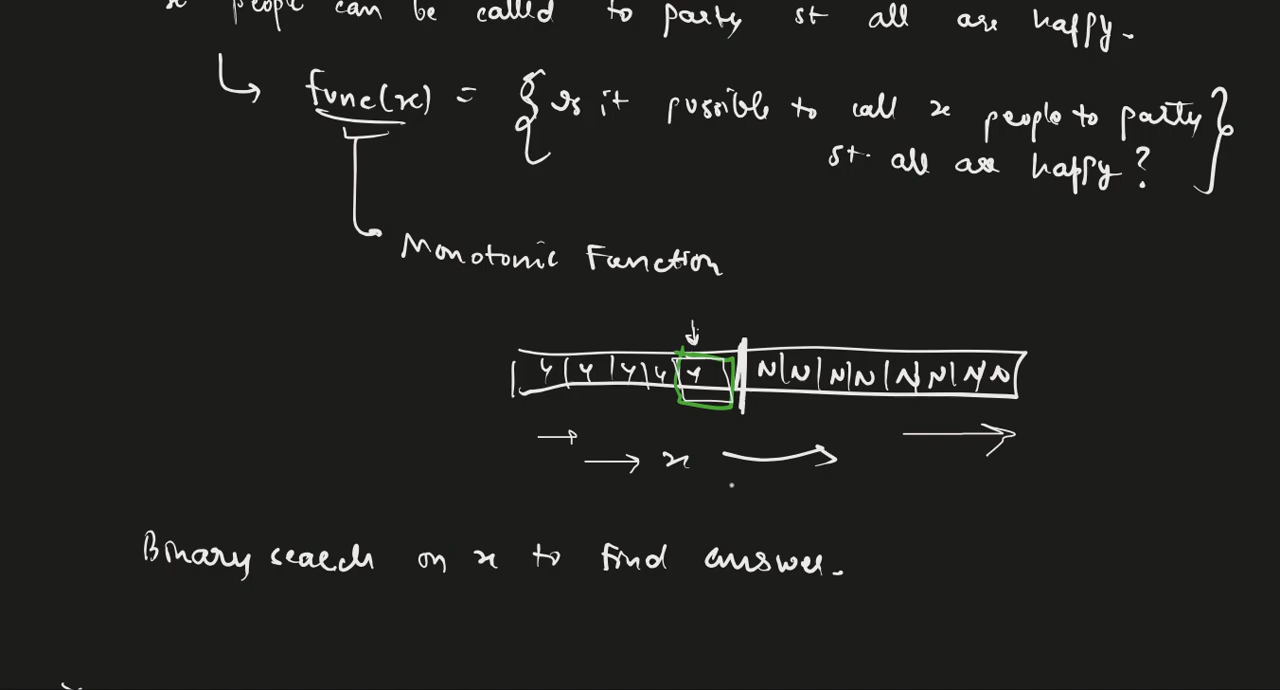 x people can be called to party st all are happy.
func(x) = { Is it possible to call x people to party
st. all are happy? }
Monotonic Function
Y Y Y Y Y N N N N N N N N
x
Binary search on x to find answer.